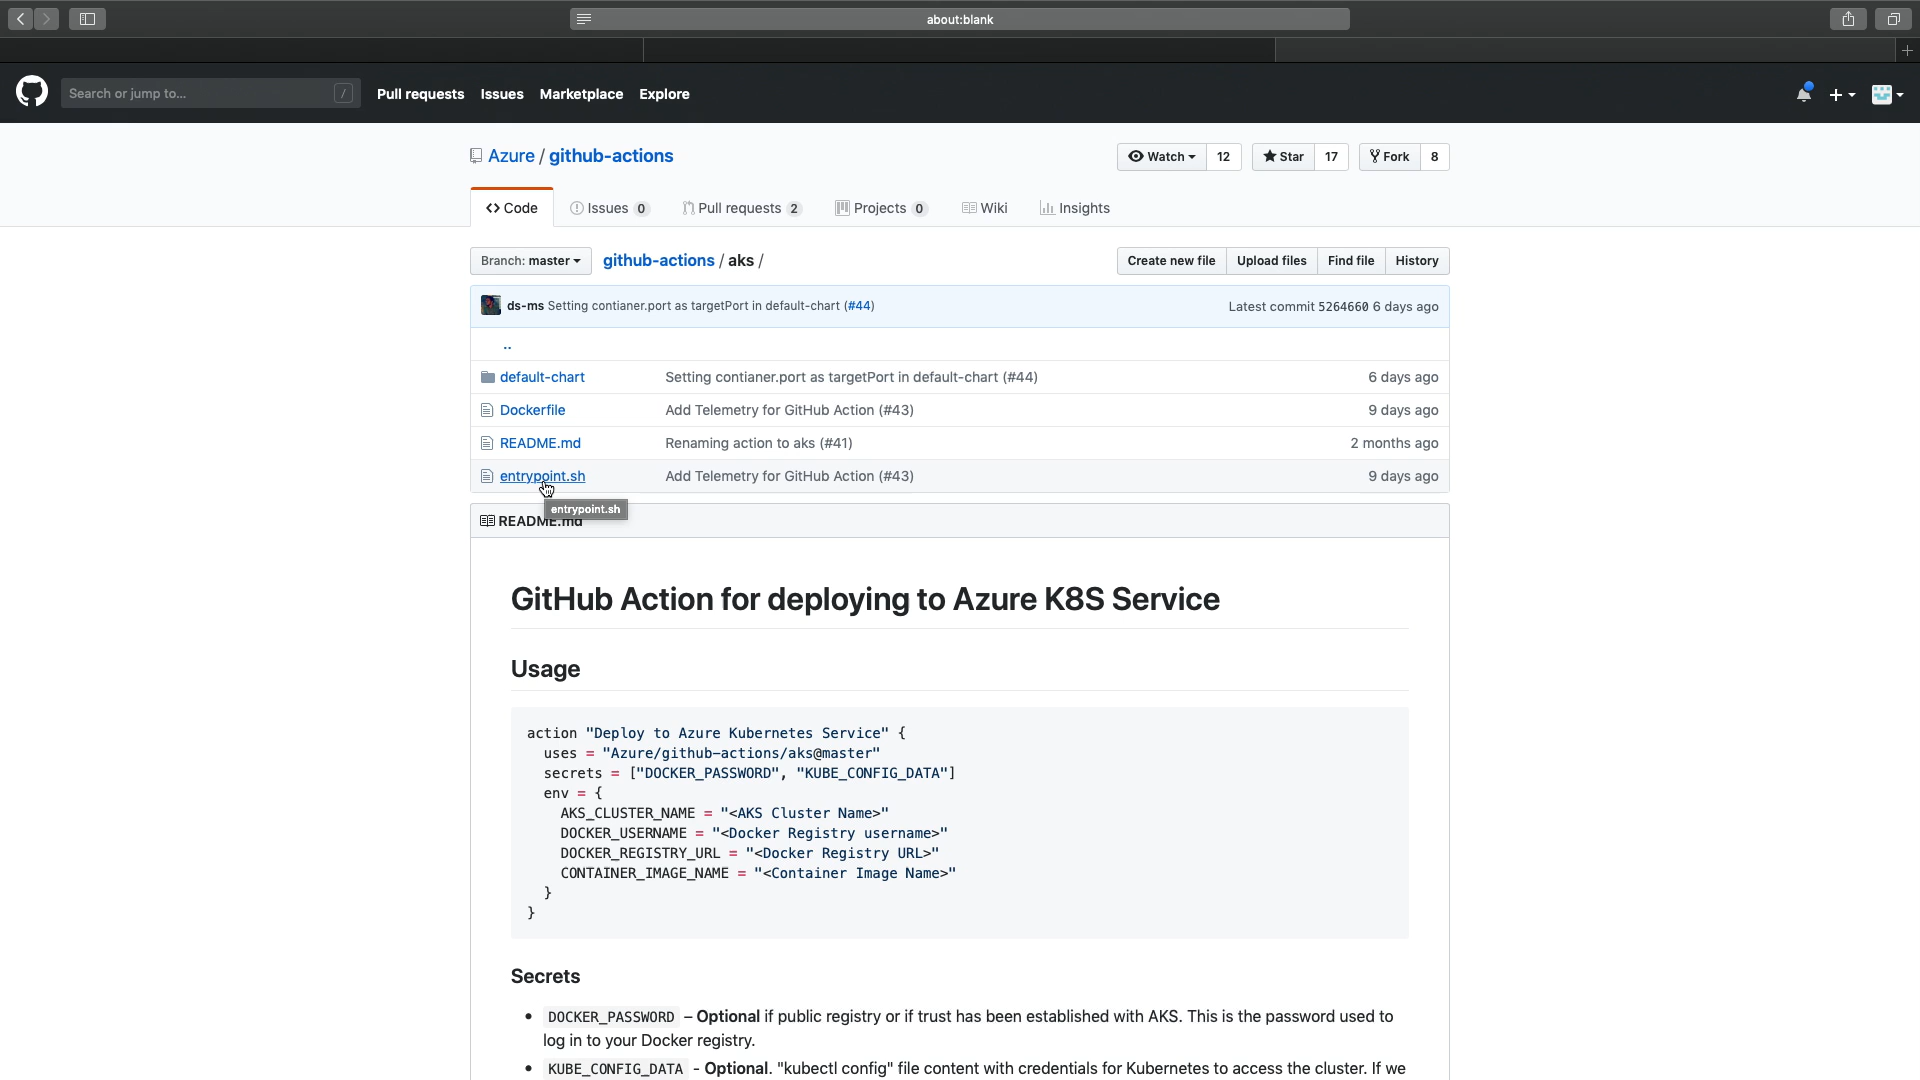 about:blank
Search or jump to... / Pull requests Issues Marketplace Explore
Azure / github-actions Watch 12 Star 17 Fork 8
Code Issues 0 Pull requests 2 Projects 0 Wiki Insights
Branch: master github-actions / aks / Create new file Upload files Find file History
ds-ms Setting contianer.port as targetPort in default-chart (#44) Latest commit 5264660 6 days ago
..
default-chart Setting contianer.port as targetPort in default-chart (#44) 6 days ago
Dockerfile Add Telemetry for GitHub Action (#43) 9 days ago
README.md Renaming action to aks (#41) 2 months ago
entrypoint.sh Add Telemetry for GitHub Action (#43) 9 days ago
entrypoint.sh
README.md
GitHub Action for deploying to Azure K8S Service
Usage
action "Deploy to Azure Kubernetes Service" {
uses = "Azure/github-actions/aks@master"
secrets = ["DOCKER_PASSWORD", "KUBE_CONFIG_DATA"]
env = {
AKS_CLUSTER_NAME = "<AKS Cluster Name>"
DOCKER_USERNAME = "<Docker Registry username>"
DOCKER_REGISTRY_URL = "<Docker Registry URL>"
CONTAINER_IMAGE_NAME = "<Container Image Name>"
}
}
Secrets
• DOCKER_PASSWORD – Optional if public registry or if trust has been established with AKS. This is the password used to
log in to your Docker registry.
• KUBE_CONFIG_DATA - Optional. "kubectl config" file content with credentials for Kubernetes to access the cluster. If we